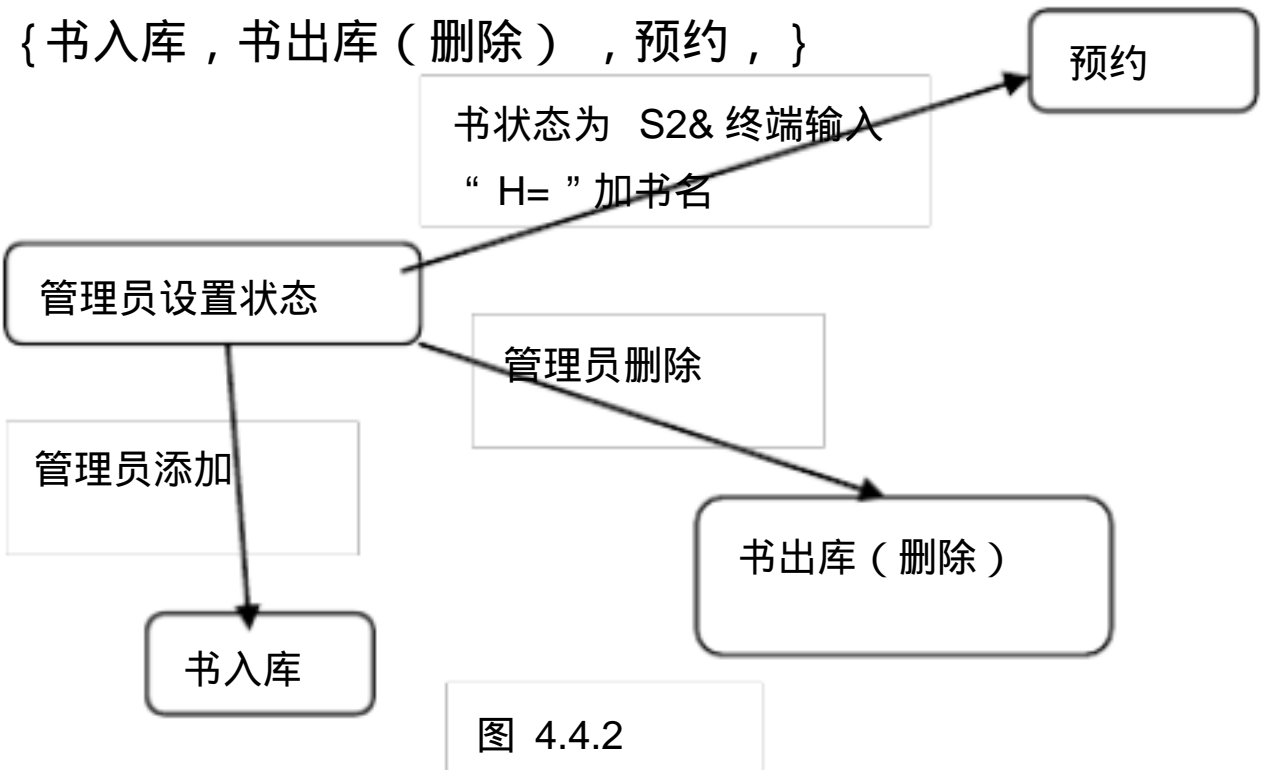 {书入库，书出库（删除），预约，}
预约
书状态为 S2& 终端输入
“H=”加书名
管理员设置状态
管理员删除
管理员添加
书出库（删除）
书入库
图 4.4.2